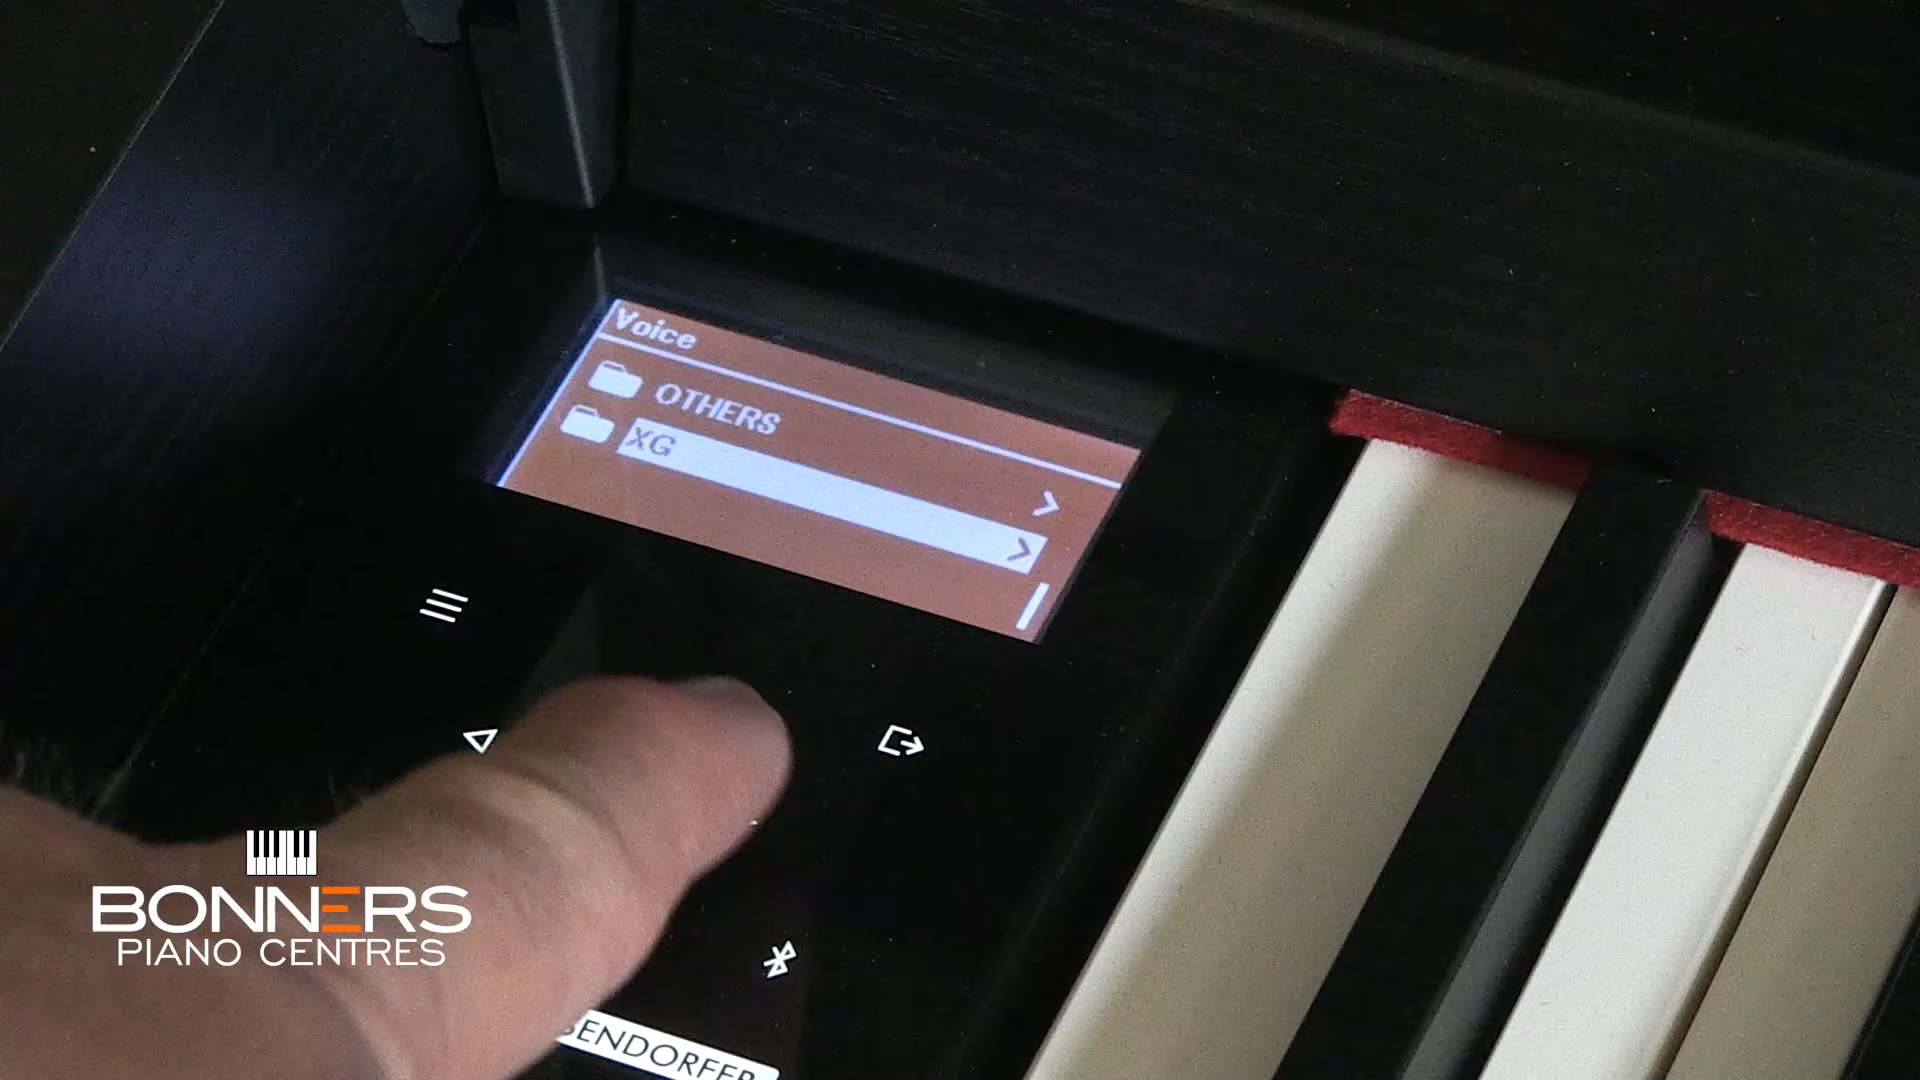 Voice
OTHERS
XG
BONNERS
PIANO CENTRES
SENDORFER